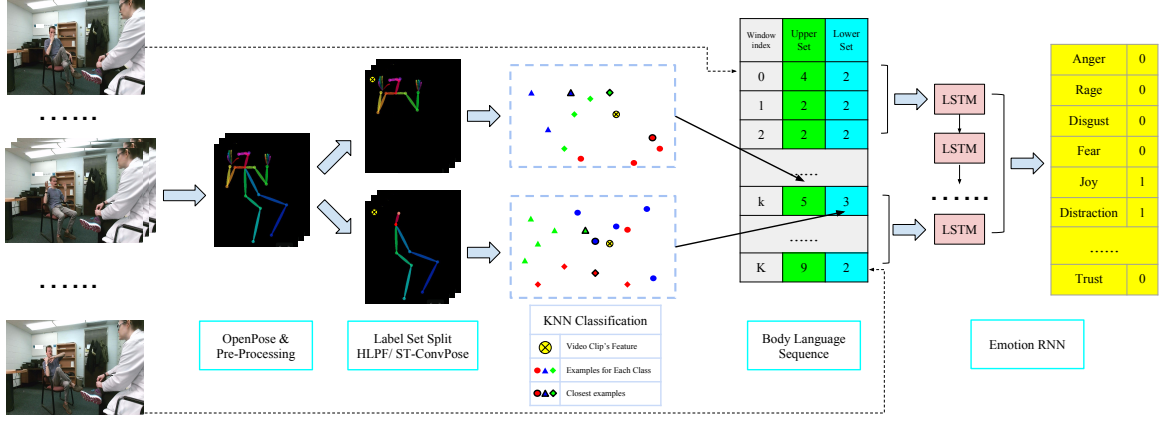 Window
index
Upper
Set
Lower
Set
0 4 2
1 2 2
2 2 2
......
k 5 3
......
K 9 2
LSTM
LSTM
......
LSTM
Anger 0
Rage 0
Disgust 0
Fear 0
Joy 1
Distraction 1
......
Trust 0
......
......
OpenPose &
Pre-Processing
Label Set Split
HLPF/ ST-ConvPose
KNN Classification
Video Clip's Feature
Examples for Each Class
Closest examples
Body Language
Sequence
Emotion RNN